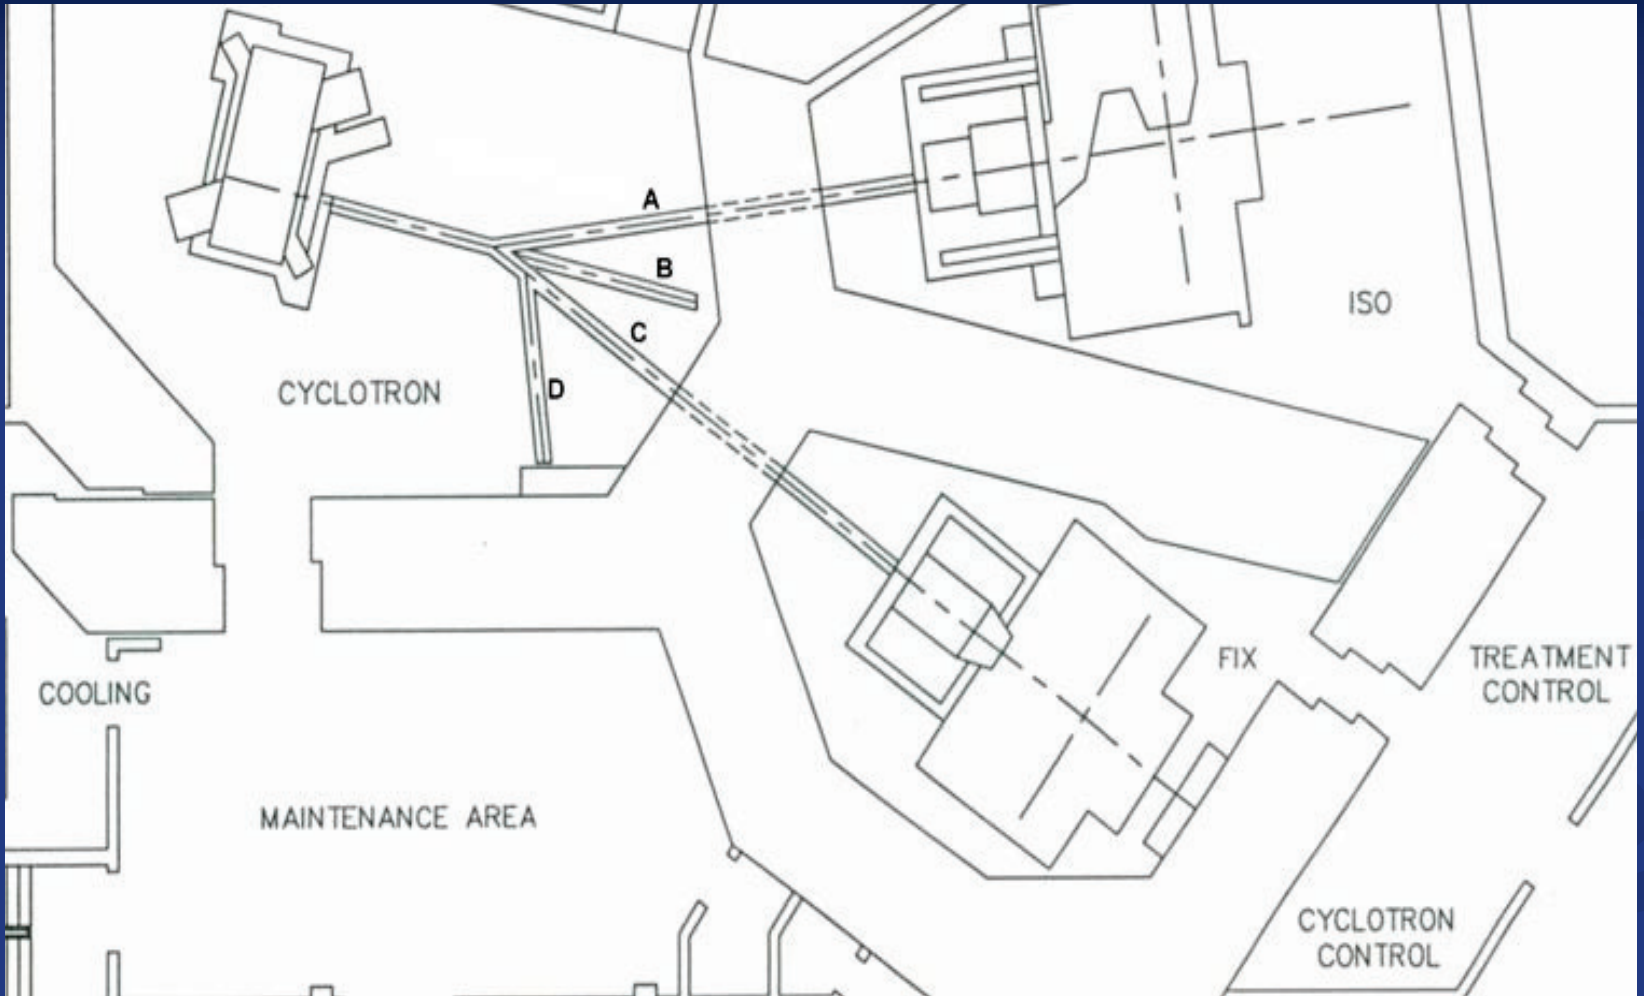 A
B
ISO
C
D
CYCLOTRON
FIX
TREATMENT
CONTROL
COOLING
MAINTENANCE AREA
CYCLOTRON
CONTROL